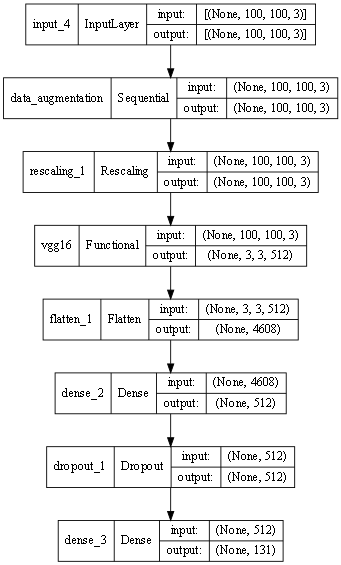 input_4 InputLayer input: [(None, 100, 100, 3)]
output: [(None, 100, 100, 3)]
data_augmentation Sequential input: (None, 100, 100, 3)
output: (None, 100, 100, 3)
rescaling_1 Rescaling input: (None, 100, 100, 3)
output: (None, 100, 100, 3)
vgg16 Functional input: (None, 100, 100, 3)
output: (None, 3, 3, 512)
flatten_1 Flatten input: (None, 3, 3, 512)
output: (None, 4608)
dense_2 Dense input: (None, 4608)
output: (None, 512)
dropout_1 Dropout input: (None, 512)
output: (None, 512)
dense_3 Dense input: (None, 512)
output: (None, 131)